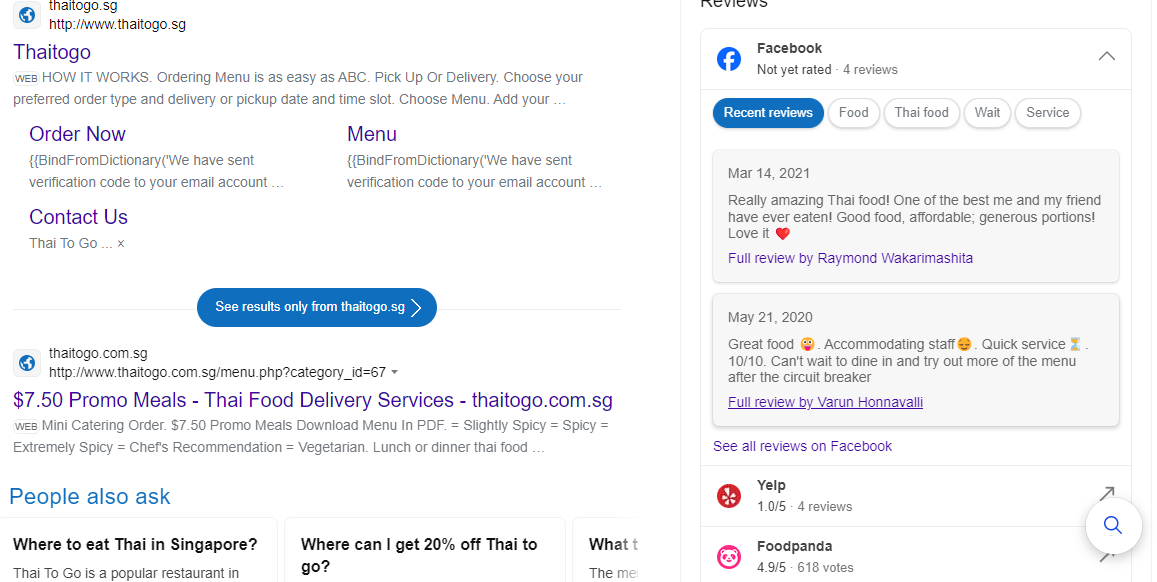 thaitogo.sg
http://www.thaitogo.sg
Thaitogo
WEB HOW IT WORKS. Ordering Menu is as easy as ABC. Pick Up Or Delivery. Choose your
preferred order type and delivery or pickup date and time slot. Choose Menu. Add your …
Order Now
{{BindFromDictionary('We have sent
verification code to your email account …
Menu
{{BindFromDictionary('We have sent
verification code to your email account …
Contact Us
Thai To Go ... ×
See results only from thaitogo.sg
thaitogo.com.sg
http://www.thaitogo.com.sg/menu.php?category_id=67
$7.50 Promo Meals - Thai Food Delivery Services - thaitogo.com.sg
WEB Mini Catering Order. $7.50 Promo Meals Download Menu In PDF. = Slightly Spicy = Spicy =
Extremely Spicy = Chef's Recommendation = Vegetarian. Lunch or dinner thai food …
People also ask
Where to eat Thai in Singapore?
Thai To Go is a popular restaurant in
Where can I get 20% off Thai to
go?
What t
The me
Reviews
Facebook
Not yet rated · 4 reviews
Recent reviews
Food
Thai food
Wait
Service
Mar 14, 2021
Really amazing Thai food! One of the best me and my friend
have ever eaten! Good food, affordable; generous portions!
Love it ❤️
Full review by Raymond Wakarimashita
May 21, 2020
Great food 😜. Accommodating staff😊. Quick service⏳.
10/10. Can't wait to dine in and try out more of the menu
after the circuit breaker
Full review by Varun Honnavalli
See all reviews on Facebook
Yelp
1.0/5 · 4 reviews
Foodpanda
4.9/5 · 618 votes